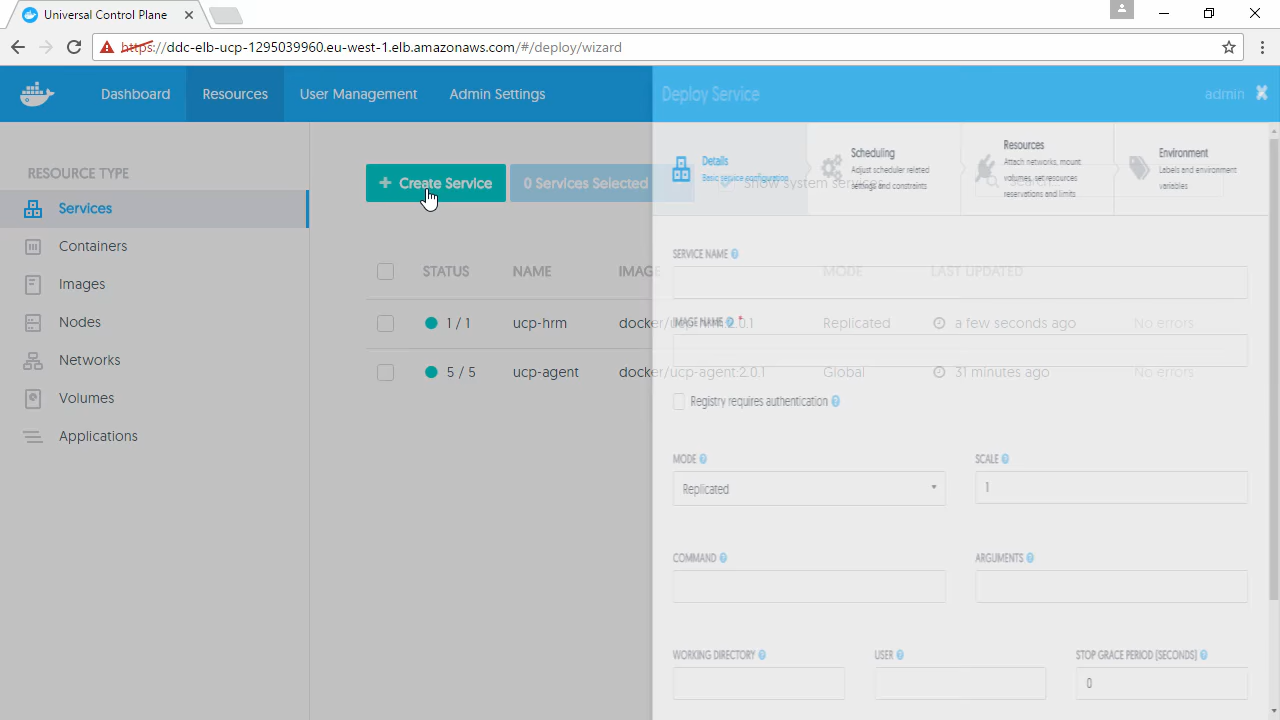 Universal Control Plane
https://ddc-elb-ucp-1295039960.eu-west-1.elb.amazonaws.com/#/deploy/wizard
Dashboard
Resources
User Management
Admin Settings
Deploy Service
admin
RESOURCE TYPE
Services
Containers
Images
Nodes
Networks
Volumes
Applications
+ Create Service
0 Services Selected
Show system services
STATUS
NAME
IMAGE
MODE
LAST UPDATED
1 / 1
ucp-hrm
docker/ucp-hrm:2.0.1
Replicated
a few seconds ago
No errors
5 / 5
ucp-agent
docker/ucp-agent:2.0.1
Global
31 minutes ago
No errors
Details
Basic service configuration
Scheduling
Adjust scheduler related
settings and constraints
Resources
Attach networks, mount
volumes, set resources
reservations and limits
Environment
Labels and environment
variables
SERVICE NAME
IMAGE NAME *
Registry requires authentication
MODE
Replicated
SCALE
1
COMMAND
ARGUMENTS
WORKING DIRECTORY
USER
STOP GRACE PERIOD (SECONDS)
0